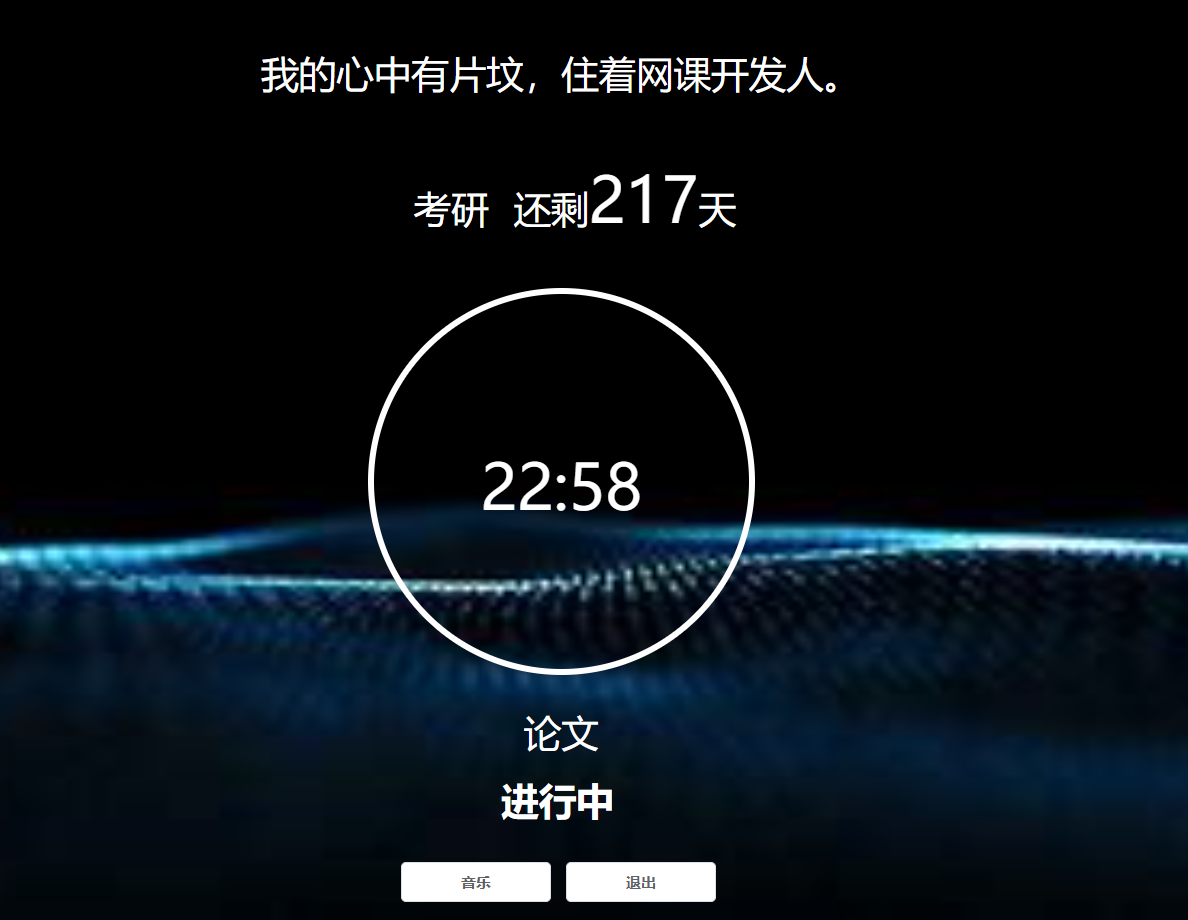 我的心中有片坟，住着网课开发人。
考研 还剩217天
22:58
论文
进行中
音乐 退出